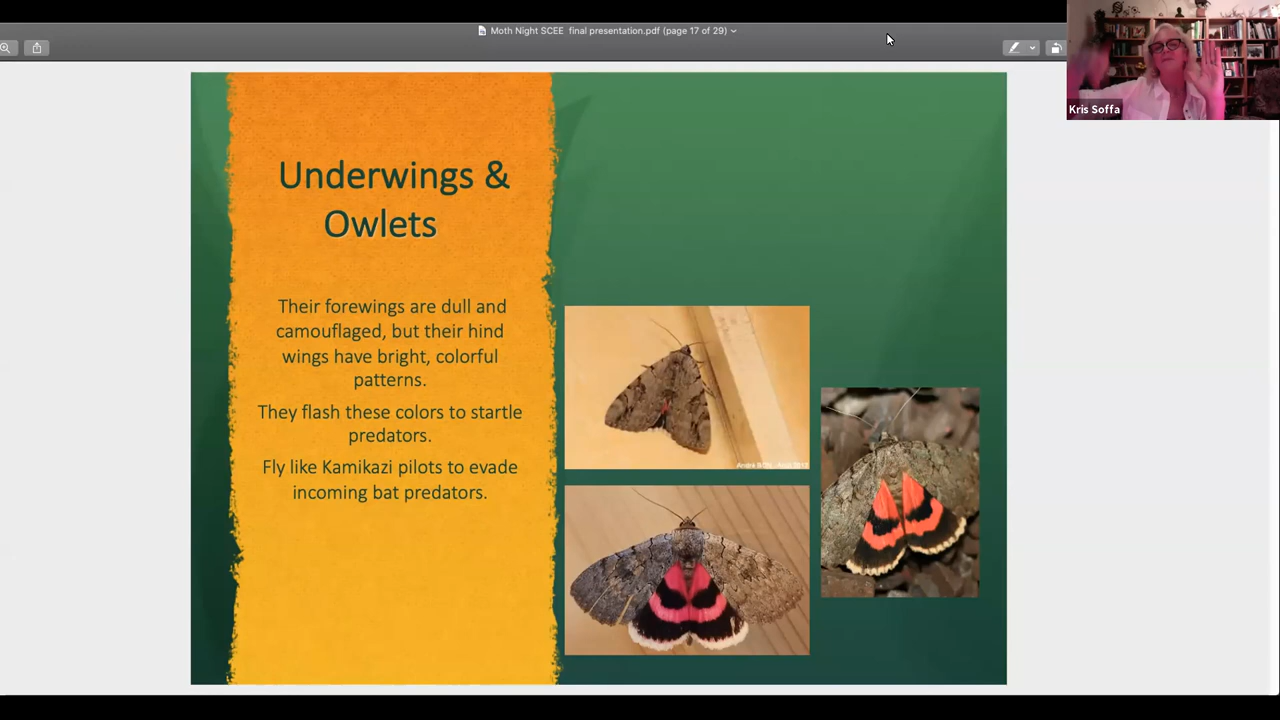 Moth Night SCEE final presentation.pdf (page 17 of 29)
Kris Soffa
Underwings &
Owlets
Their forewings are dull and
camouflaged, but their hind
wings have bright, colorful
patterns.
They flash these colors to startle
predators.
Fly like Kamikazi pilots to evade
incoming bat predators.